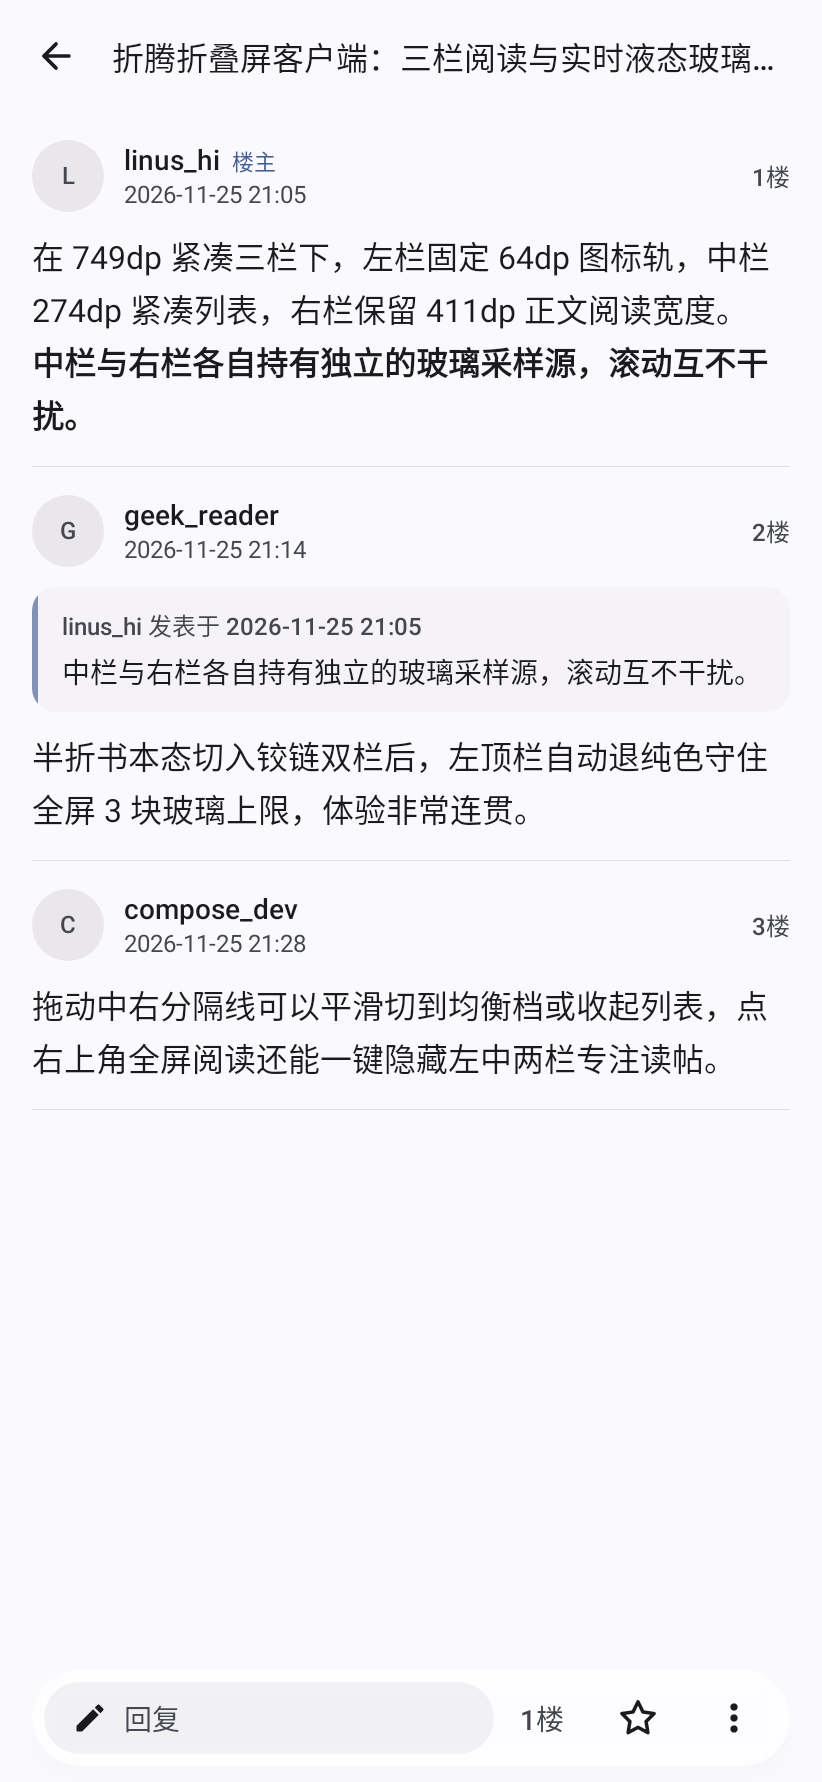 折腾折叠屏客户端：三栏阅读与实时液态玻璃...
L
linus_hi 楼主
2026-11-25 21:05
1楼
在 749dp 紧凑三栏下，左栏固定 64dp 图标轨，中栏
274dp 紧凑列表，右栏保留 411dp 正文阅读宽度。
中栏与右栏各自持有独立的玻璃采样源，滚动互不干
扰。
G
geek_reader
2026-11-25 21:14
2楼
linus_hi 发表于 2026-11-25 21:05
中栏与右栏各自持有独立的玻璃采样源，滚动互不干扰。
半折书本态切入铰链双栏后，左顶栏自动退纯色守住
全屏 3 块玻璃上限，体验非常连贯。
C
compose_dev
2026-11-25 21:28
3楼
拖动中右分隔线可以平滑切到均衡档或收起列表，点
右上角全屏阅读还能一键隐藏左中两栏专注读帖。
回复
1楼